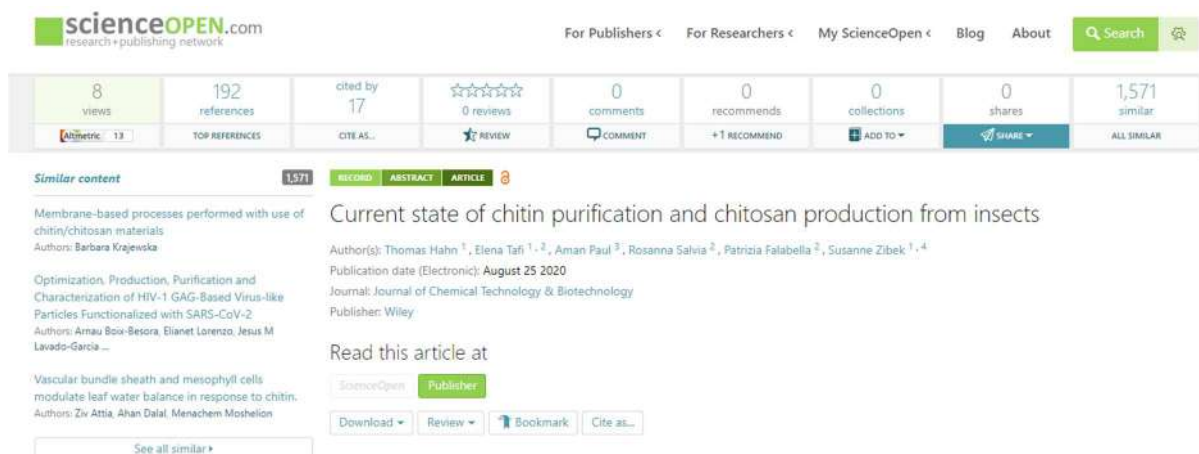 scienceOPEN.com
research+publishing network
For Publishers <
For Researchers <
My ScienceOpen <
Blog
About
Search
8
views
192
references
cited by
17
0 reviews
0
comments
0
recommends
0
collections
0
shares
1,571
similar
Altmetric 13
TOP REFERENCES
CITE AS...
REVIEW
COMMENT
+1 RECOMMEND
ADD TO
SHARE
ALL SIMILAR
Similar content 1,571
Membrane-based processes performed with use of
chitin/chitosan materials
Authors: Barbara Krajewska
Optimization, Production, Purification and
Characterization of HIV-1 GAG-Based Virus-like
Particles Functionalized with SARS-CoV-2
Authors: Arnau Boix-Besora, Elianet Lorenzo, Jesus M
Lavado-García ...
Vascular bundle sheath and mesophyll cells
modulate leaf water balance in response to chitin.
Authors: Ziv Attia, Ahan Dalal, Menachem Moshelion
See all similar
RECORD ABSTRACT ARTICLE
Current state of chitin purification and chitosan production from insects
Author(s): Thomas Hahn 1, Elena Tafi 1, 2, Aman Paul 3, Rosanna Salvia 2, Patrizia Falabella 2, Susanne Zibek 1, 4
Publication date (Electronic): August 25 2020
Journal: Journal of Chemical Technology & Biotechnology
Publisher: Wiley
Read this article at
ScienceOpen Publisher
Download Review Bookmark Cite as...